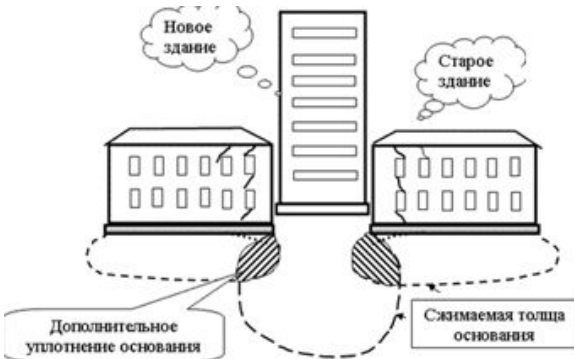 Новое
здание
Старое
здание
Дополнительное
уплотнение основания
Сжимаемая толща
основания